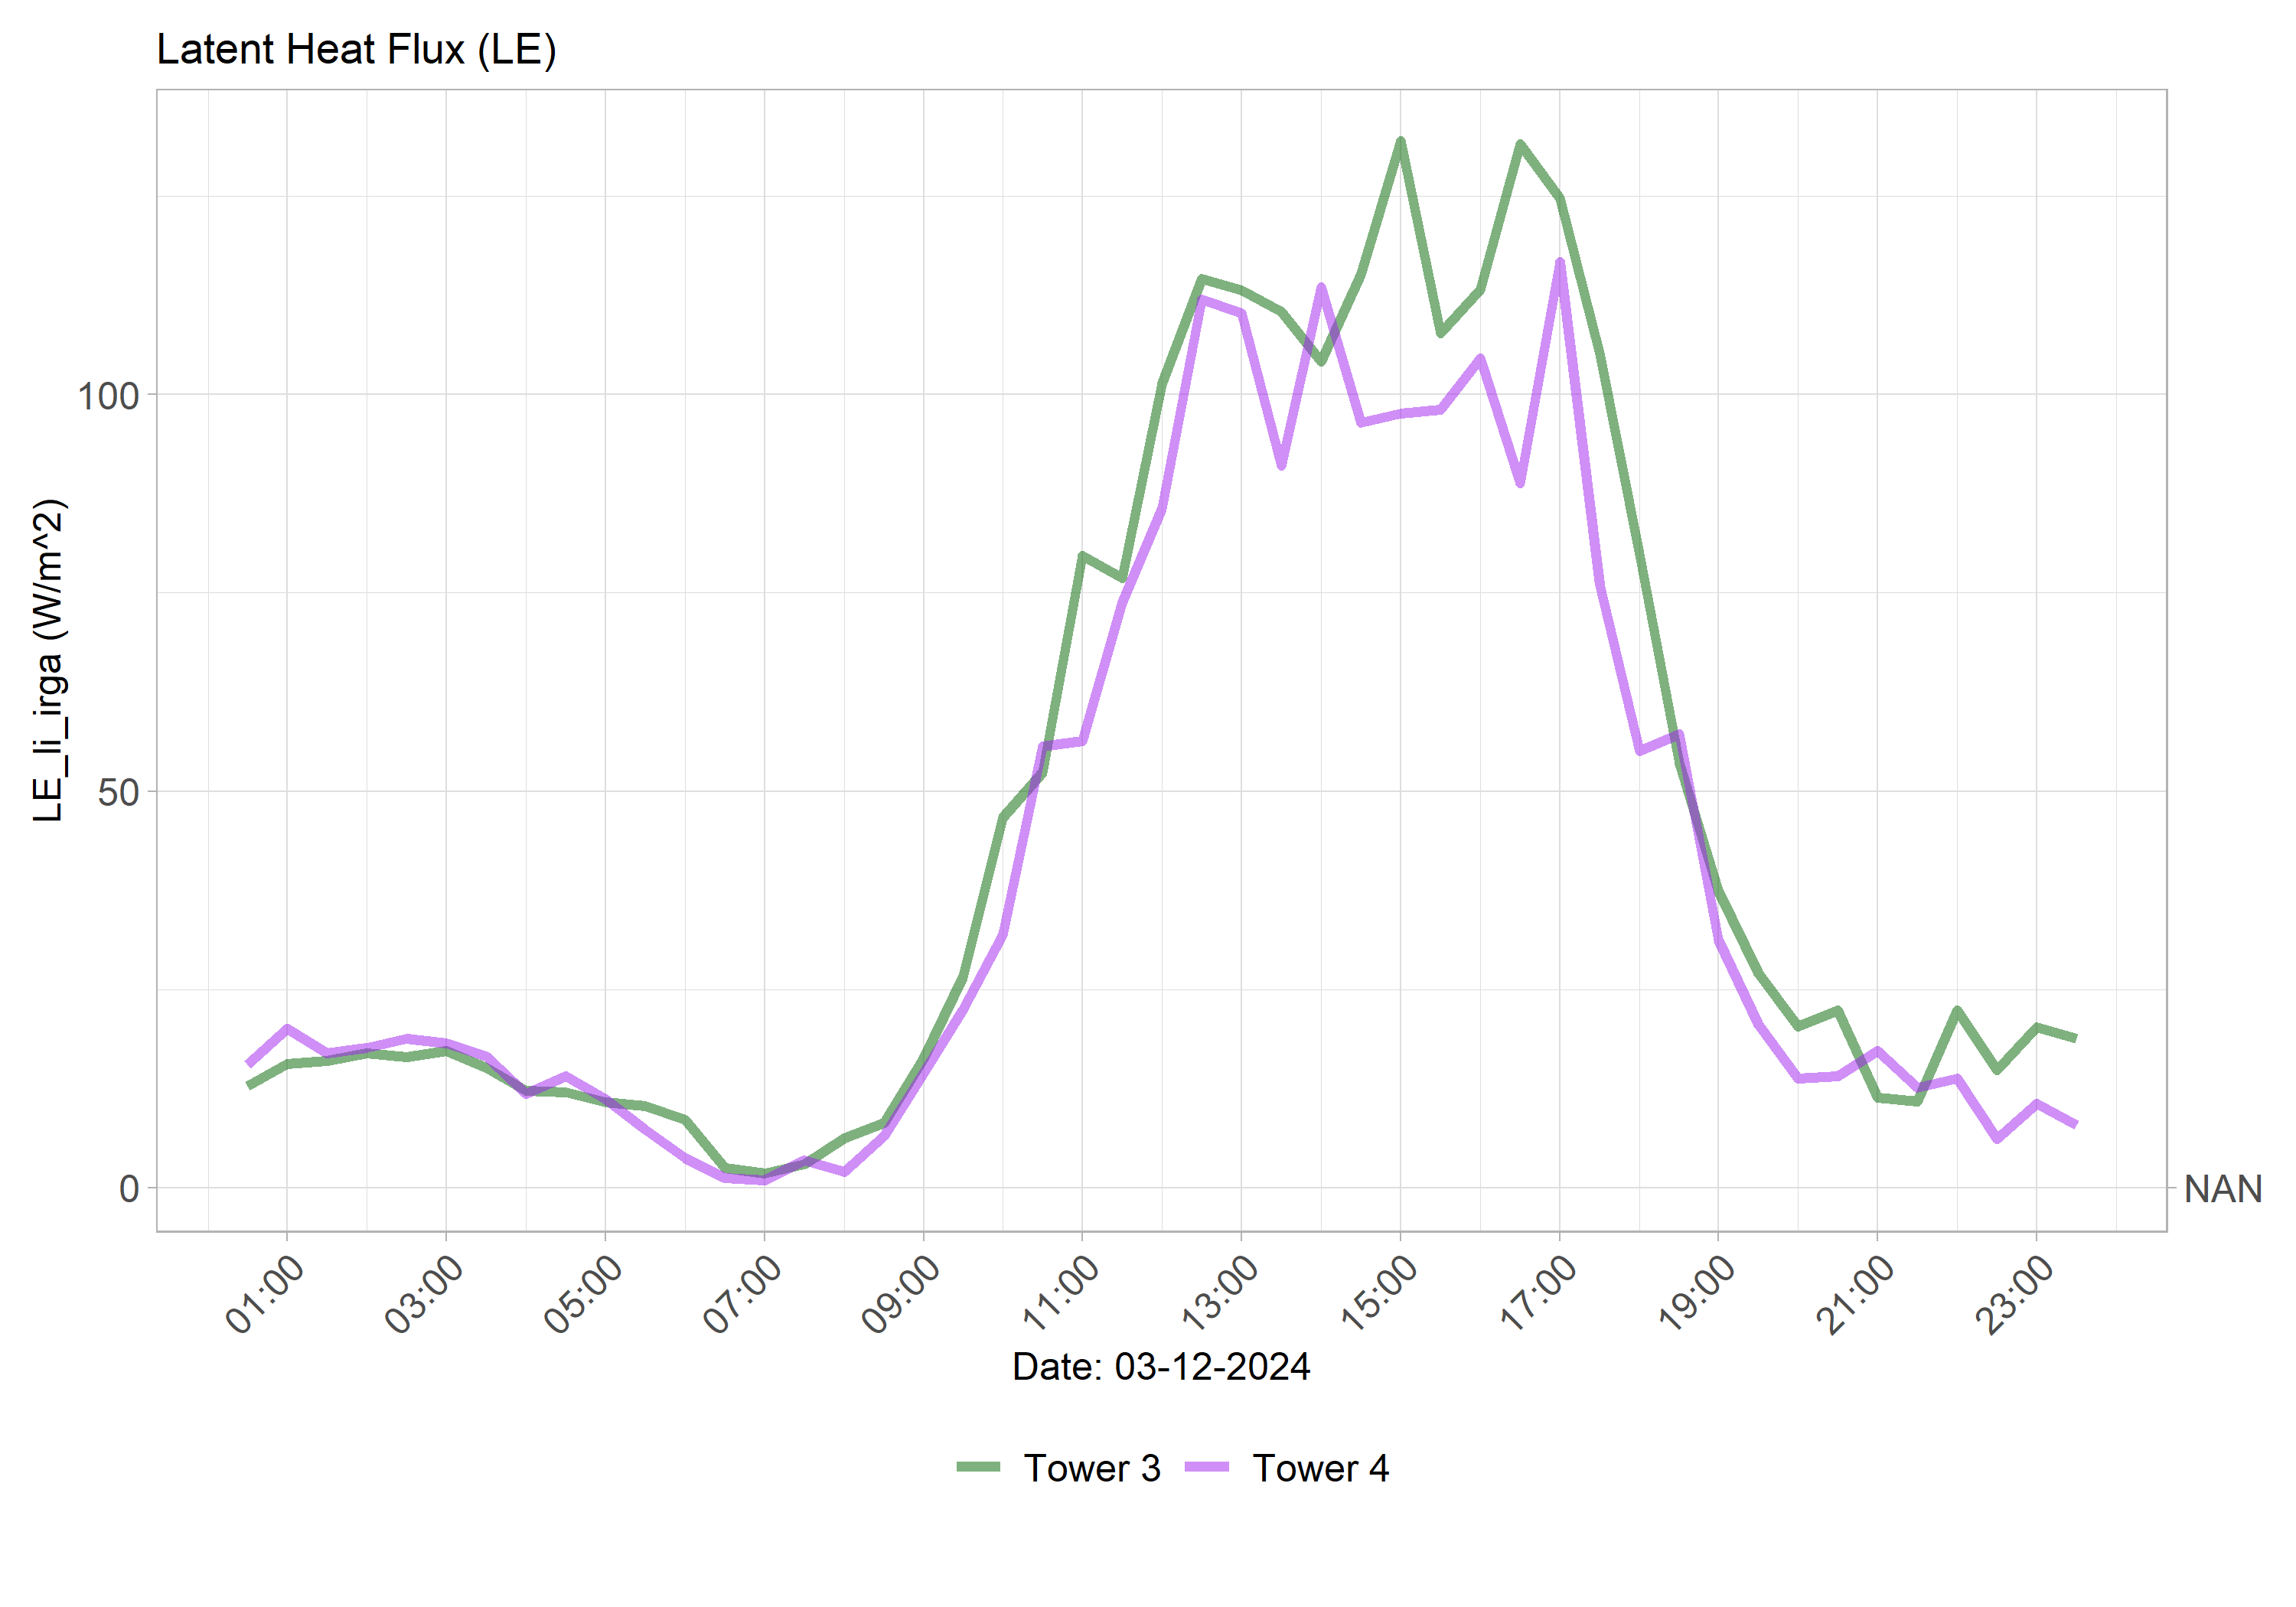 Latent Heat Flux (LE)
LE_li_irga (W/m^2)
100
50
0
NAN
01:00
03:00
05:00
07:00
09:00
11:00
13:00
15:00
17:00
19:00
21:00
23:00
Date: 03-12-2024
Tower 3
Tower 4